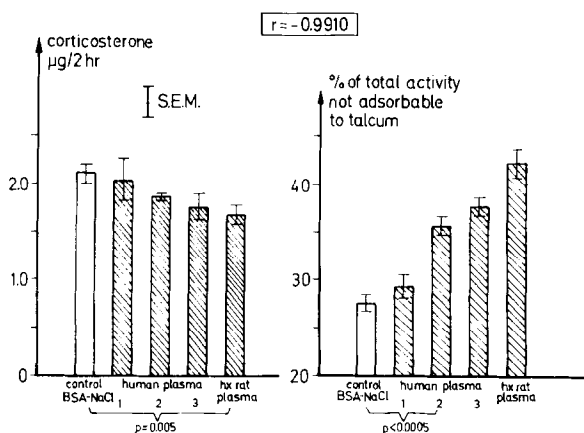 r=-0.9910
corticosterone
µg/2 hr
S.E.M.
2.0
1.0
0
control
BSA-NaCl
human plasma
1 2 3
hx rat
plasma
p=0.005
% of total activity
not adsorbable
to talcum
40
30
20
control
BSA-NaCl
human plasma
1 2 3
hx rat
plasma
p<0.0005